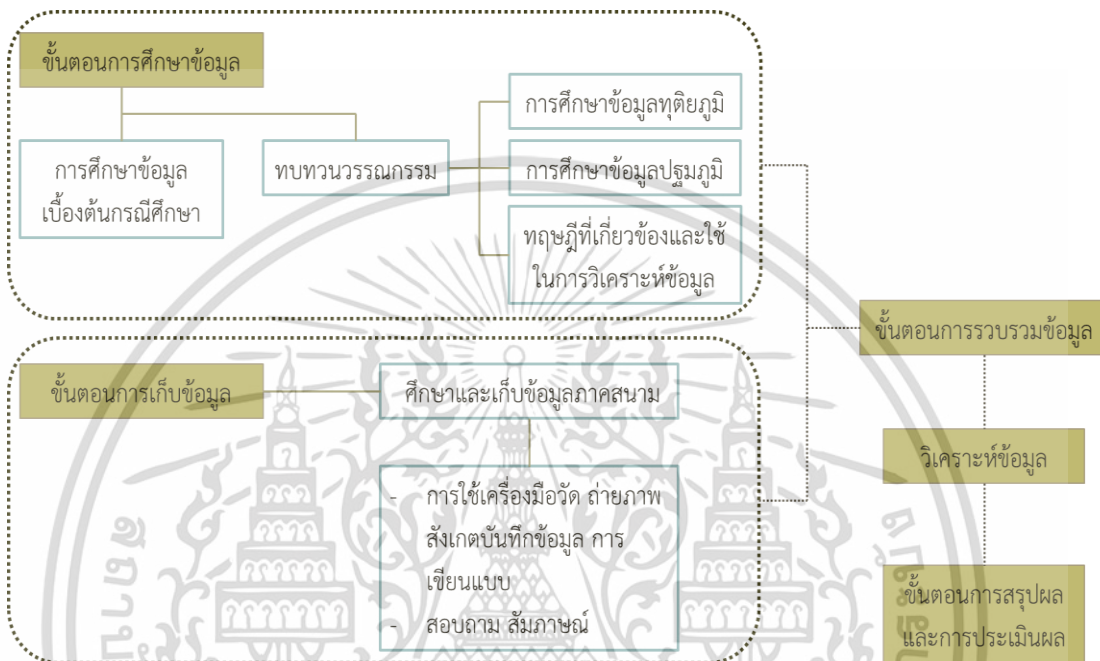 ขั้นตอนการศึกษาข้อมูล
การศึกษาข้อมูล
เบื้องต้นกรณีศึกษา
ทบทวนวรรณกรรม
การศึกษาข้อมูลทุติยภูมิ
การศึกษาข้อมูลปฐมภูมิ
ทฤษฎีที่เกี่ยวข้องและใช้
ในการวิเคราะห์ข้อมูล
ขั้นตอนการเก็บข้อมูล
ศึกษาและเก็บข้อมูลภาคสนาม
- การใช้เครื่องมือวัด ถ่ายภาพ
สังเกตบันทึกข้อมูล การ
เขียนแบบ
- สอบถาม สัมภาษณ์
ขั้นตอนการรวบรวมข้อมูล
วิเคราะห์ข้อมูล
ขั้นตอนการสรุปผล
และการประเมินผล